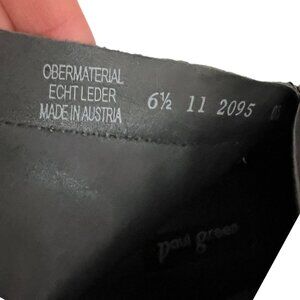 OBERMATERIAL
ECHT LEDER
MADE IN AUSTRIA
6½ 11 2095
paul green